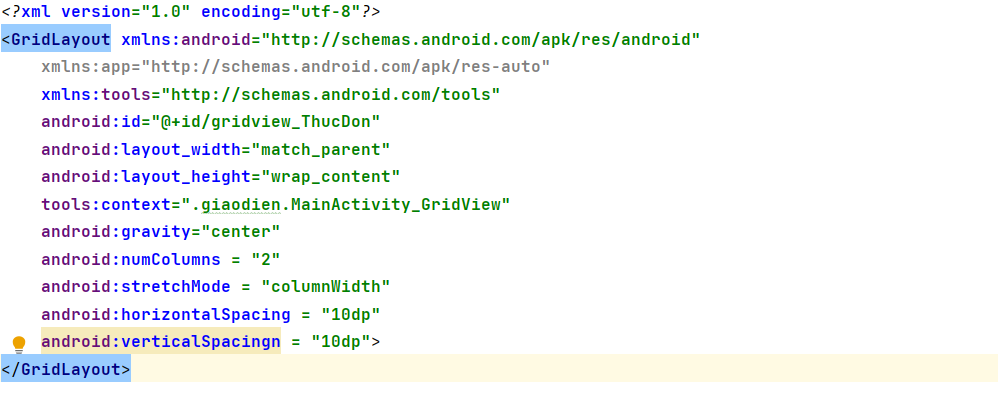 <?xml version="1.0" encoding="utf-8"?>
<GridLayout xmlns:android="http://schemas.android.com/apk/res/android"
    xmlns:app="http://schemas.android.com/apk/res-auto"
    xmlns:tools="http://schemas.android.com/tools"
    android:id="@+id/gridview_ThucDon"
    android:layout_width="match_parent"
    android:layout_height="wrap_content"
    tools:context=".giaodien.MainActivity_GridView"
    android:gravity="center"
    android:numColumns = "2"
    android:stretchMode = "columnWidth"
    android:horizontalSpacing = "10dp"
    android:verticalSpacingn = "10dp">
</GridLayout>